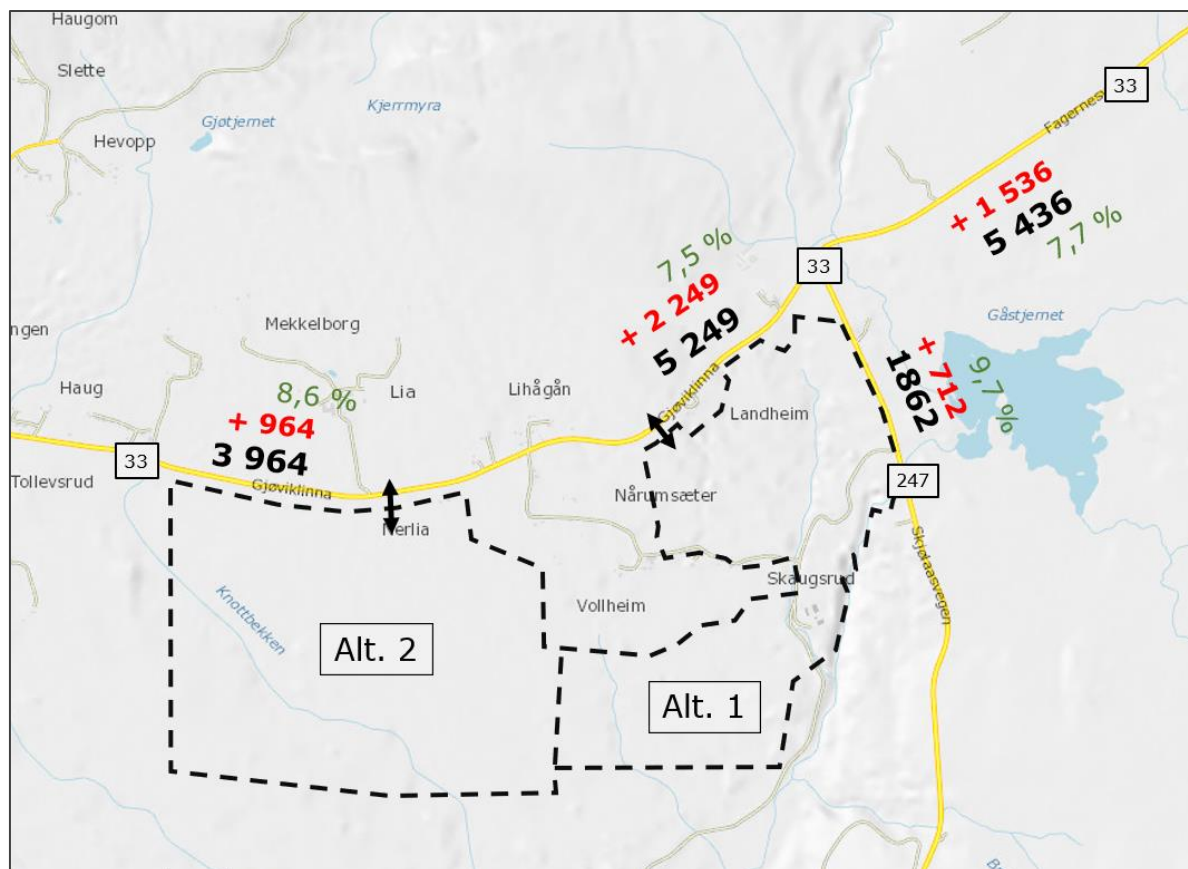 Haugom
Slette
Kjerrmyra
Gjøtjernet
Hevopp
33
Fagernes
+ 1 536
5 436
7,7 %
7,5 %
+ 2 249
5 249
33
Gåstjernet
Mekkelborg
ngen
Haug
Lia
Lihågån
8,6 %
+ 964
3 964
Gjøviklinna
Landheim
+ 712
1862
9,7 %
33
Tollevsrud
Gjøviklinna
Nerlia
Nårumsæter
247
Skjølaasvegen
Skaugsrud
Knottbekken
Vollheim
Alt. 2
Alt. 1